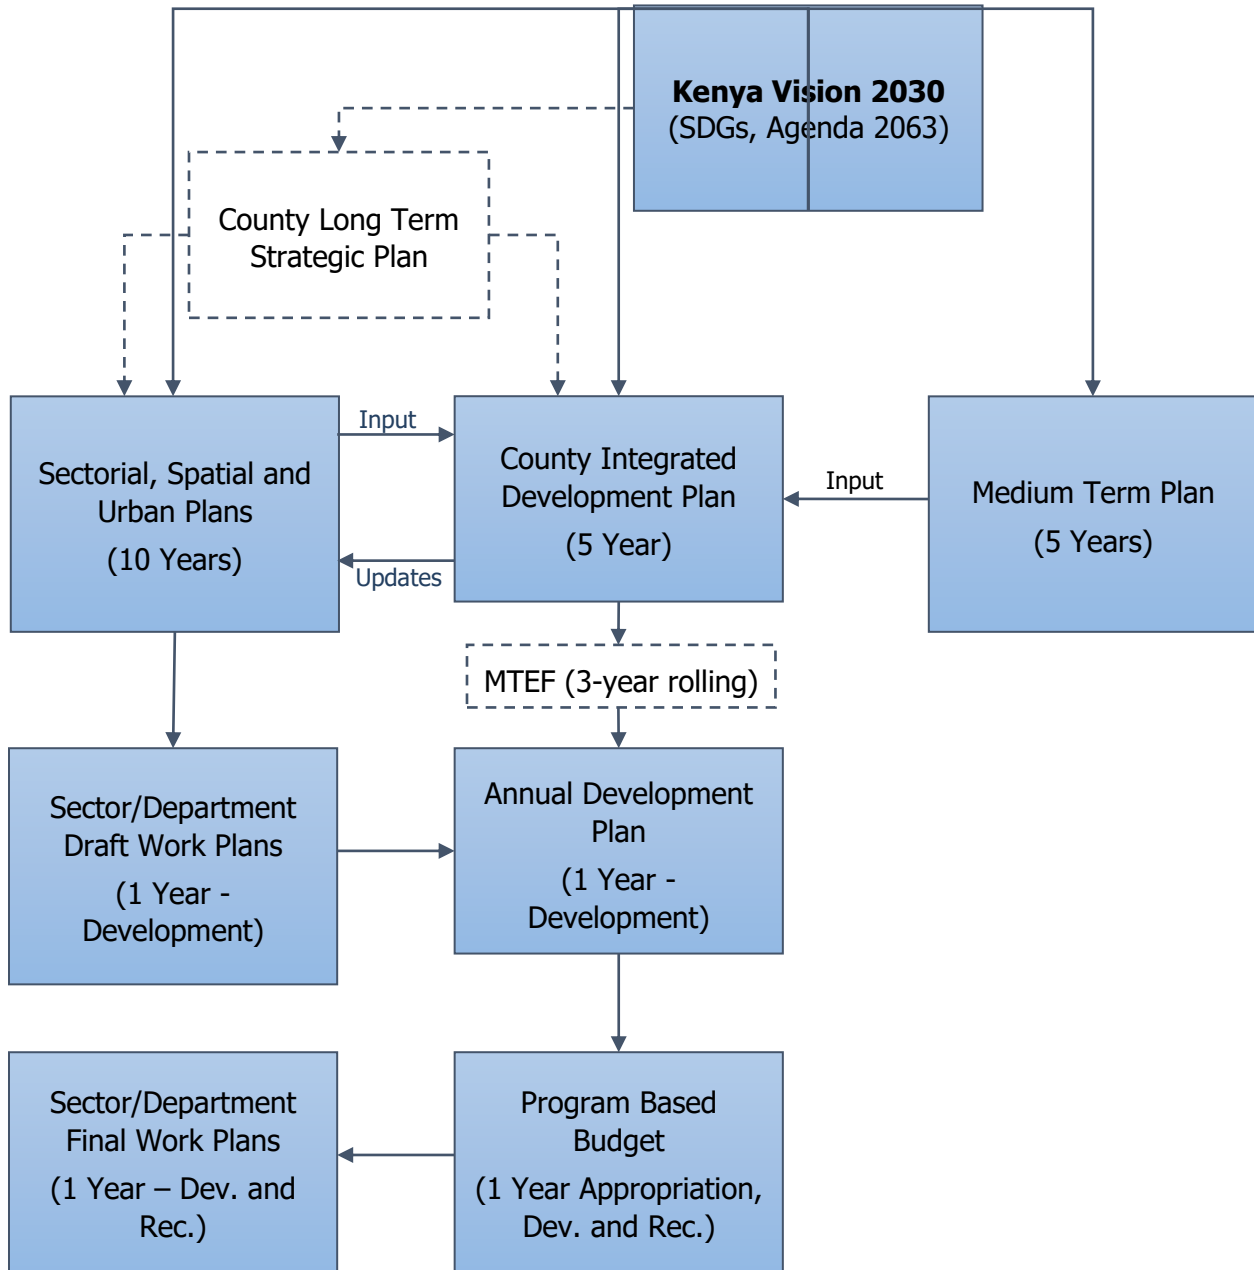 Kenya Vision 2030
(SDGs, Agenda 2063)
County Long Term
Strategic Plan
Sectorial, Spatial and
Urban Plans
(10 Years)
Input
Updates
County Integrated
Development Plan
(5 Year)
Input
Medium Term Plan
(5 Years)
MTEF (3-year rolling)
Sector/Department
Draft Work Plans
(1 Year -
Development)
Annual Development
Plan
(1 Year -
Development)
Sector/Department
Final Work Plans
(1 Year – Dev. and
Rec.)
Program Based
Budget
(1 Year Appropriation,
Dev. and Rec.)